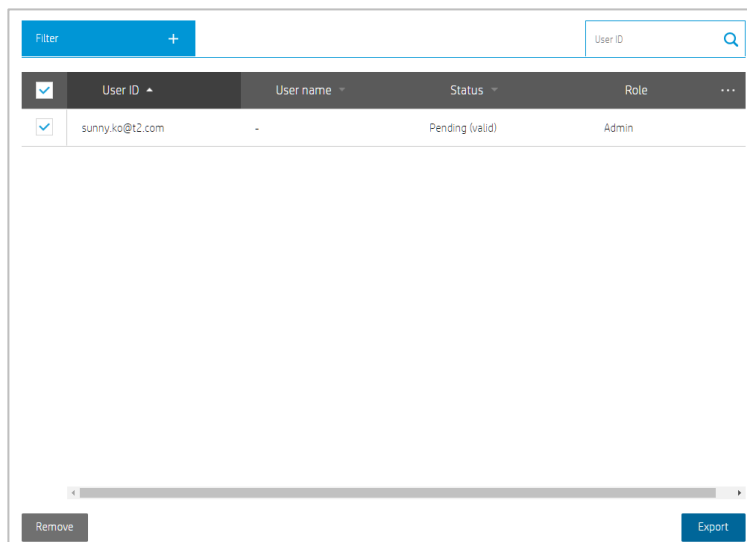 Filter +
User ID
User ID User name Status Role ...
sunny.ko@t2.com - Pending (valid) Admin
Remove Export